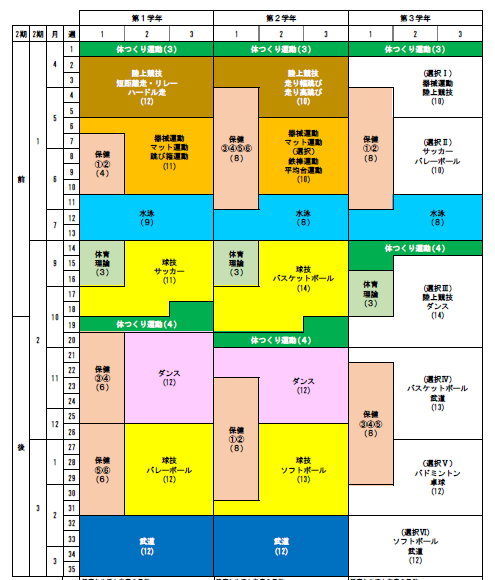 第１学年 第２学年 第３学年
2期 2期 月 週 1 2 3 1 2 3 1 2 3
前
後
1
2
3
4
5
6
7
9
10
11
12
1
2
3
1
2
3
4
5
6
7
8
9
10
11
12
13
14
15
16
17
18
19
20
21
22
23
24
25
26
27
28
29
30
31
32
33
34
35
体つくり運動(３)
陸上競技
短距離走・リレー
ハードル走
(12)
器械運動
マット運動
跳び箱運動
(11)
保健
①②
(４)
水泳
(９)
体育
理論
(３)
球技
サッカー
(11)
体つくり運動(４)
保健
③④
(６)
ダンス
(12)
保健
⑤⑥
(６)
球技
バレーボール
(12)
武道
(12)
体つくり運動(３)
陸上競技
走り幅跳び
走り高跳び
(10)
保健
③④⑤⑥
(８)
器械運動
マット運動
(選択)
鉄棒運動
平均台運動
(10)
水泳
(８)
体育
理論
(３)
球技
バスケットボール
(14)
体つくり運動(４)
ダンス
(12)
保健
①②
(８)
球技
ソフトボール
(13)
武道
(12)
体つくり運動(３)
(選択Ⅰ)
器械運動
陸上競技
(10)
保健
①②
(８)
(選択Ⅱ)
サッカー
バレーボール
(10)
水泳
(８)
体つくり運動(４)
体育
理論
(３)
(選択Ⅲ)
陸上競技
ダンス
(14)
保健
③④⑤
(８)
(選択Ⅳ)
バスケットボール
武道
(13)
(選択Ⅴ)
バドミントン
卓球
(12)
(選択Ⅵ)
ソフトボール
武道
(12)